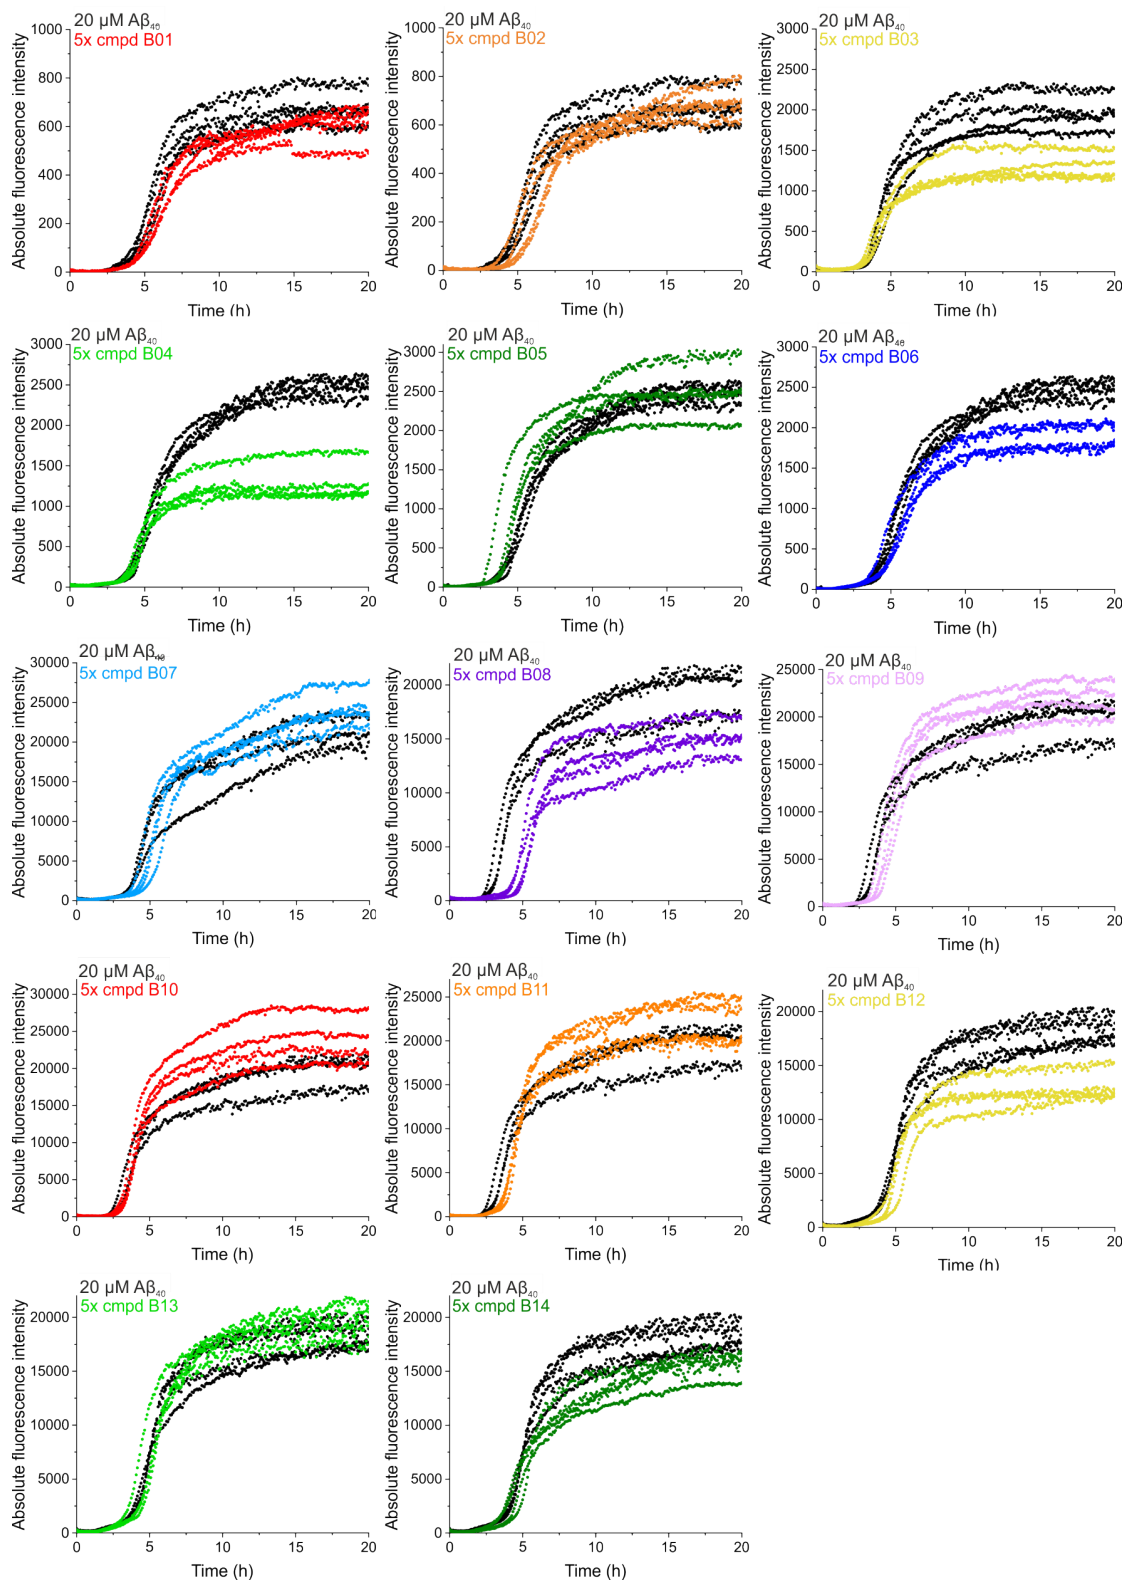 20 µM Aβ₄₀
5x cmpd B01
Absolute fluorescence intensity
1000
800
600
400
200
0
0 5 10 15 20
Time (h)
20 µM Aβ₄₀
5x cmpd B02
Absolute fluorescence intensity
1000
800
600
400
200
0
0 5 10 15 20
Time (h)
20 µM Aβ₄₀
5x cmpd B03
Absolute fluorescence intensity
3000
2500
2000
1500
1000
500
0
0 5 10 15 20
Time (h)
20 µM Aβ₄₀
5x cmpd B04
Absolute fluorescence intensity
3000
2500
2000
1500
1000
500
0
0 5 10 15 20
Time (h)
20 µM Aβ₄₀
5x cmpd B05
Absolute fluorescence intensity
3000
2500
2000
1500
1000
500
0
0 5 10 15 20
Time (h)
20 µM Aβ₄₀
5x cmpd B06
Absolute fluorescence intensity
3000
2500
2000
1500
1000
500
0
0 5 10 15 20
Time (h)
20 µM Aβ₄₀
5x cmpd B07
Absolute fluorescence intensity
30000
25000
20000
15000
10000
5000
0
0 5 10 15 20
Time (h)
20 µM Aβ₄₀
5x cmpd B08
Absolute fluorescence intensity
20000
15000
10000
5000
0
0 5 10 15 20
Time (h)
20 µM Aβ₄₀
5x cmpd B09
Absolute fluorescence intensity
25000
20000
15000
10000
5000
0
0 5 10 15 20
Time (h)
20 µM Aβ₄₀
5x cmpd B10
Absolute fluorescence intensity
30000
25000
20000
15000
10000
5000
0
0 5 10 15 20
Time (h)
20 µM Aβ₄₀
5x cmpd B11
Absolute fluorescence intensity
25000
20000
15000
10000
5000
0
0 5 10 15 20
Time (h)
20 µM Aβ₄₀
5x cmpd B12
Absolute fluorescence intensity
20000
15000
10000
5000
0
0 5 10 15 20
Time (h)
20 µM Aβ₄₀
5x cmpd B13
Absolute fluorescence intensity
20000
15000
10000
5000
0
0 5 10 15 20
Time (h)
20 µM Aβ₄₀
5x cmpd B14
Absolute fluorescence intensity
20000
15000
10000
5000
0
0 5 10 15 20
Time (h)